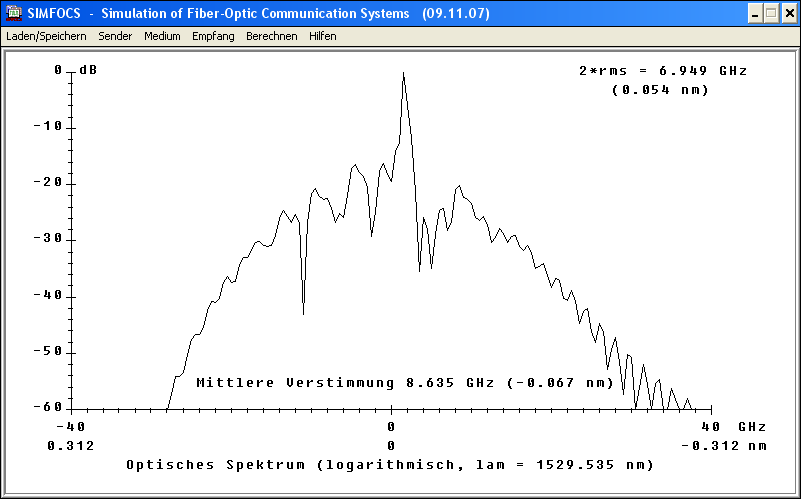 SIMFOCS - Simulation of Fiber-Optic Communication Systems (09.11.07)
Laden/Speichern Sender Medium Empfang Berechnen Hilfen
0 dB
2*rms = 6.949 GHz
(0.054 nm)
-10
-20
-30
-40
-50
Mittlere Verstimmung 8.635 GHz (-0.067 nm)
-60
-40 0 40 GHz
0.312 0 -0.312 nm
Optisches Spektrum (logarithmisch, lam = 1529.535 nm)